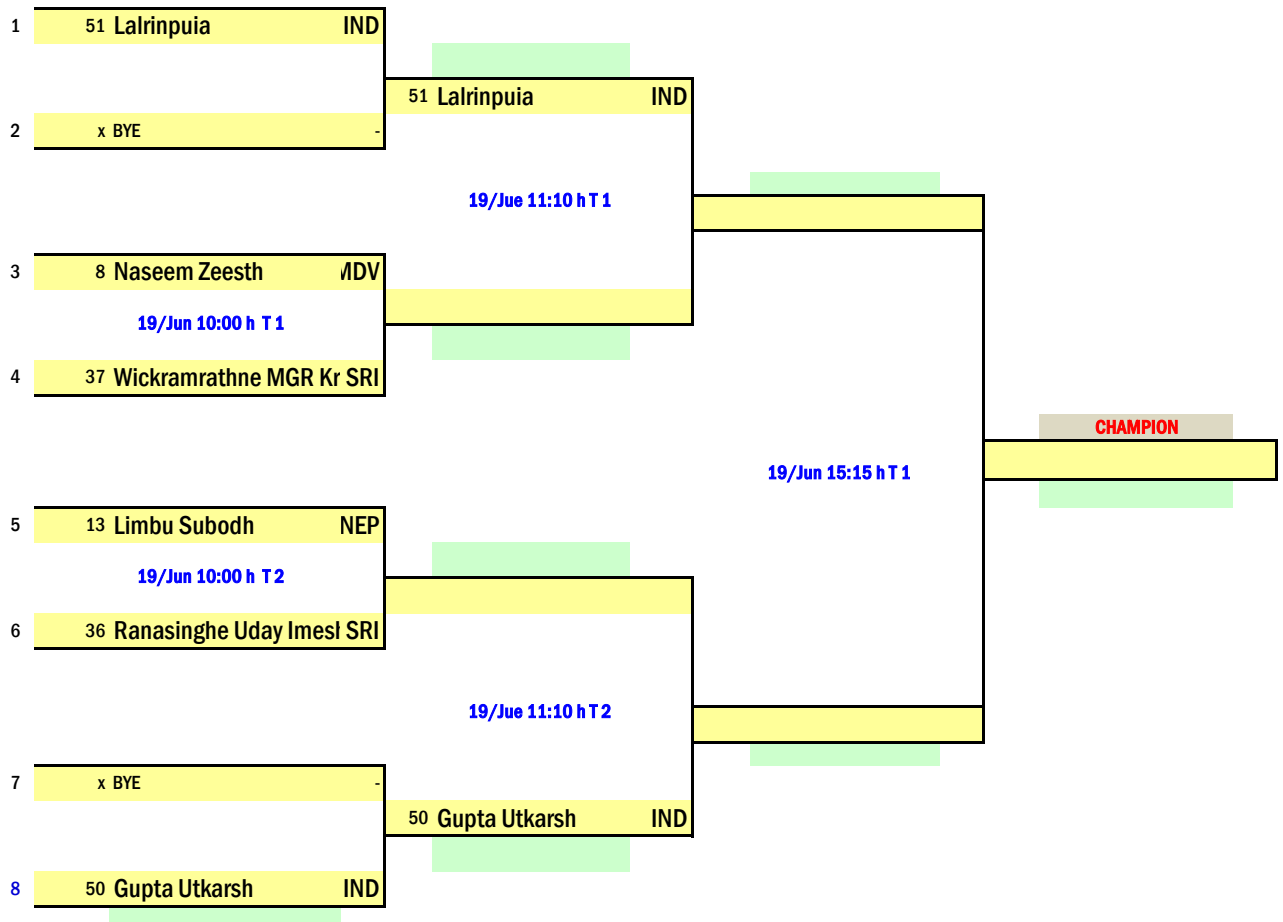 1 51 Lalrinpuia IND
51 Lalrinpuia IND
2 x BYE -
19/Jue 11:10 h T 1
3 8 Naseem Zeesth MDV
19/Jun 10:00 h T 1
4 37 Wickramrathne MGR Kr SRI
CHAMPION
19/Jun 15:15 h T 1
5 13 Limbu Subodh NEP
19/Jun 10:00 h T 2
6 36 Ranasinghe Uday Imesh SRI
19/Jue 11:10 h T 2
7 x BYE -
50 Gupta Utkarsh IND
8 50 Gupta Utkarsh IND